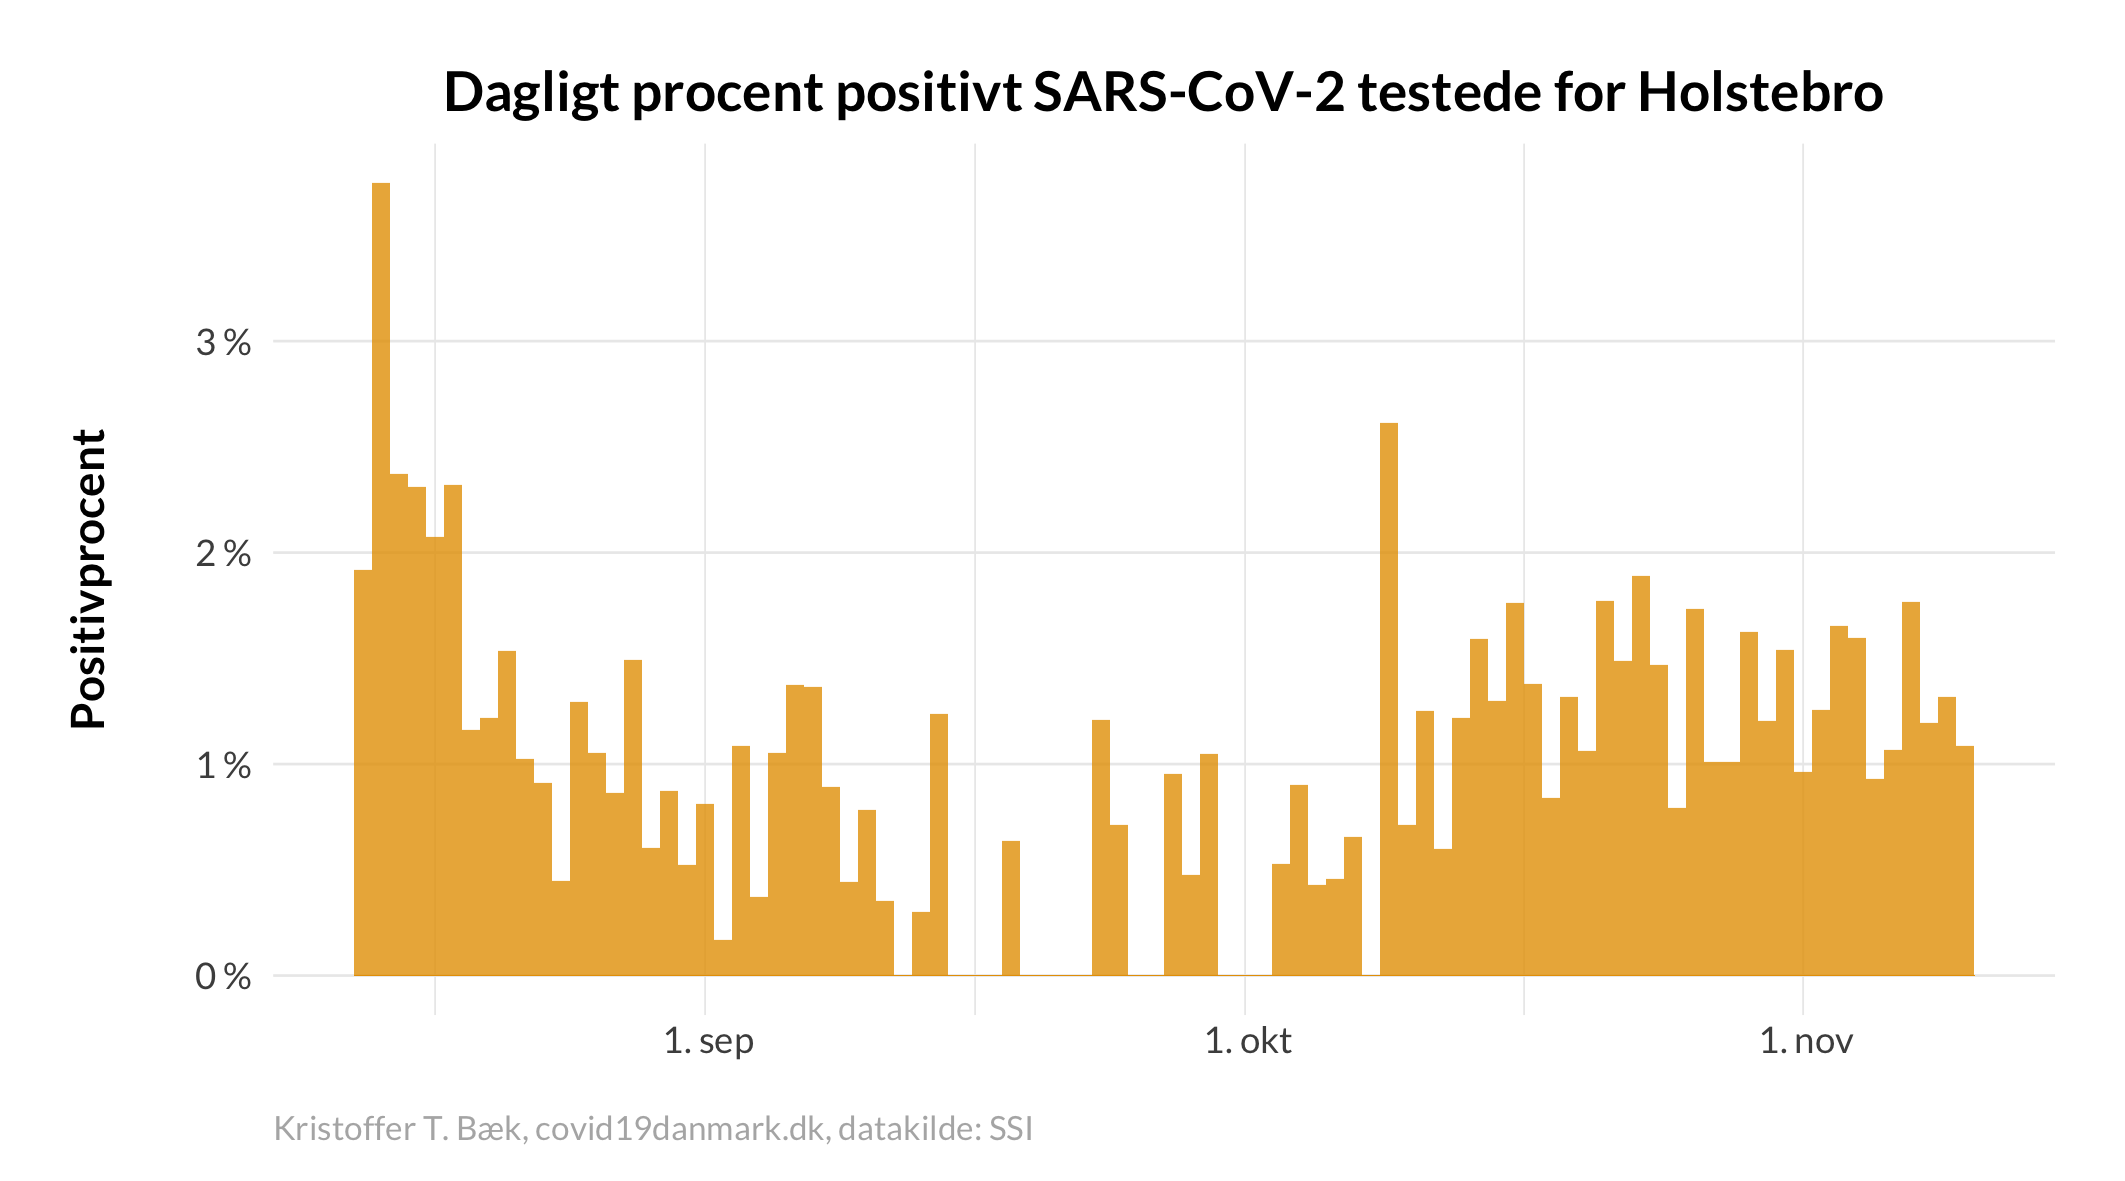 Dagligt procent positivt SARS-CoV-2 testede for Holstebro
Positivprocent
3 %
2 %
1 %
0 %
1. sep
1. okt
1. nov
Kristoffer T. Bæk, covid19danmark.dk, datakilde: SSI